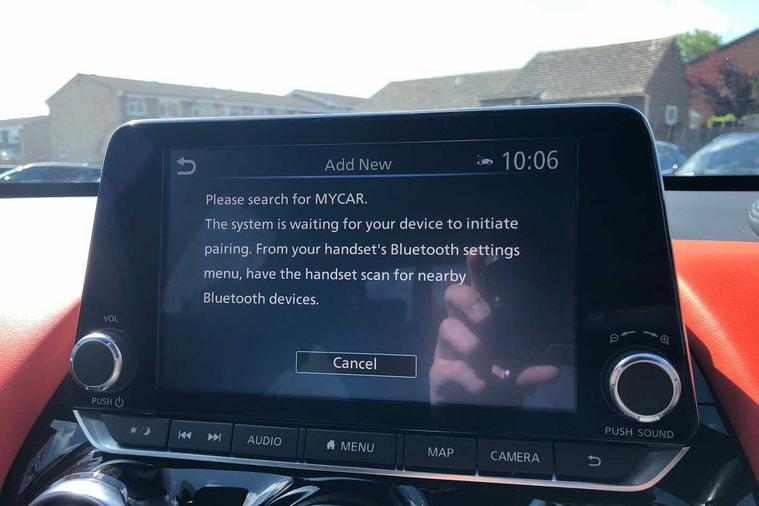 Add New
10:06
Please search for MYCAR.
The system is waiting for your device to initiate
pairing. From your handset's Bluetooth settings
menu, have the handset scan for nearby
Bluetooth devices.
Cancel
VOL
PUSH
PUSH SOUND
AUDIO
MENU
MAP
CAMERA